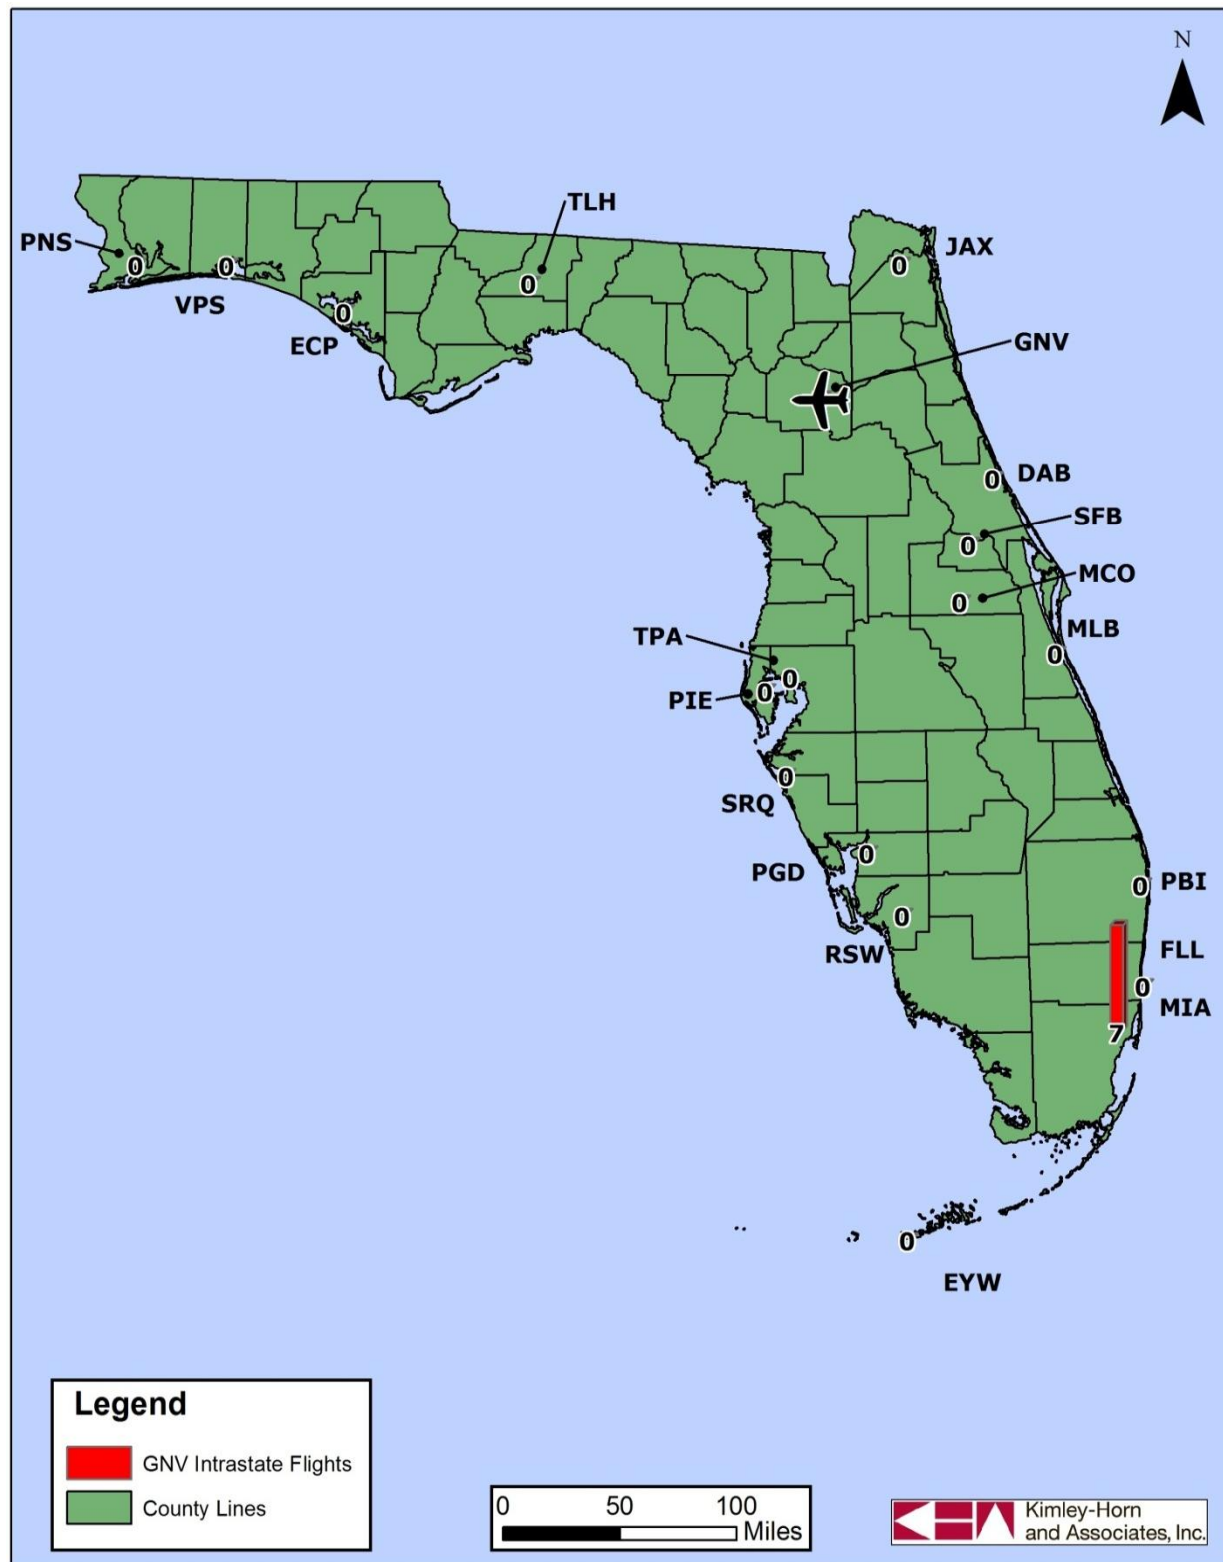 N
TLH
PNS
JAX
0
0
0
0
VPS
0
ECP
GNV
DAB
0
SFB
0
MCO
0
MLB
TPA
0
0
PIE
0
0
SRQ
0
PGD
PBI
0
0
RSW
FLL
0
MIA
7
0
EYW
Legend
GNV Intrastate Flights
County Lines
0 50 100
Miles
Kimley-Horn
and Associates, Inc.